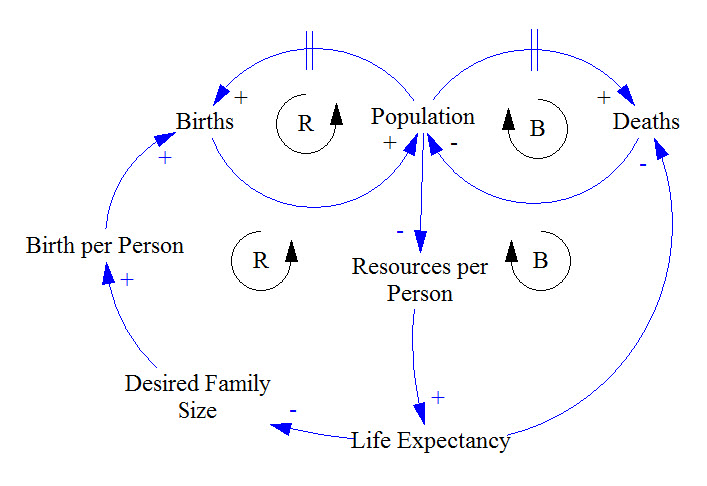 +
+
Births
R
Population
B
Deaths
+
-
+
-
Birth per Person
-
R
Resources per
Person
B
+
Desired Family
Size
+
-
Life Expectancy